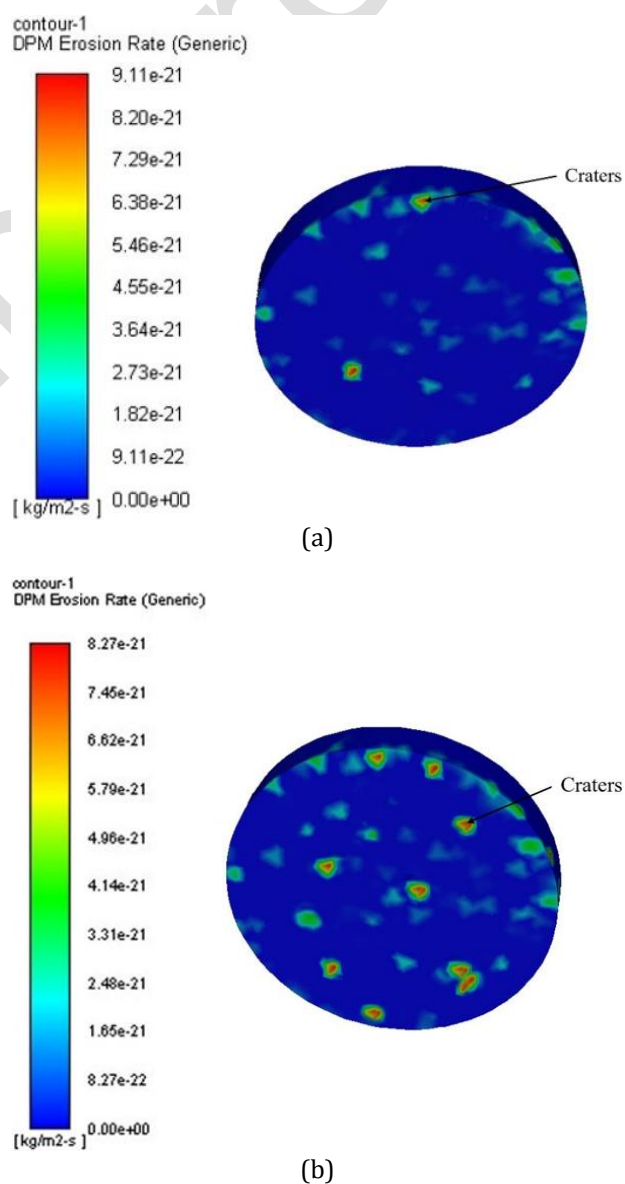 contour-1
DPM Erosion Rate (Generic)
9.11e-21
8.20e-21
7.29e-21
6.38e-21
5.46e-21
4.55e-21
3.64e-21
2.73e-21
1.82e-21
9.11e-22
0.00e+00
[ kg/m2-s ]
Craters
(a)
contour-1
DPM Erosion Rate (Generic)
8.27e-21
7.45e-21
6.62e-21
5.79e-21
4.96e-21
4.14e-21
3.31e-21
2.48e-21
1.65e-21
8.27e-22
0.00e+00
[kg/m2-s ]
Craters
(b)